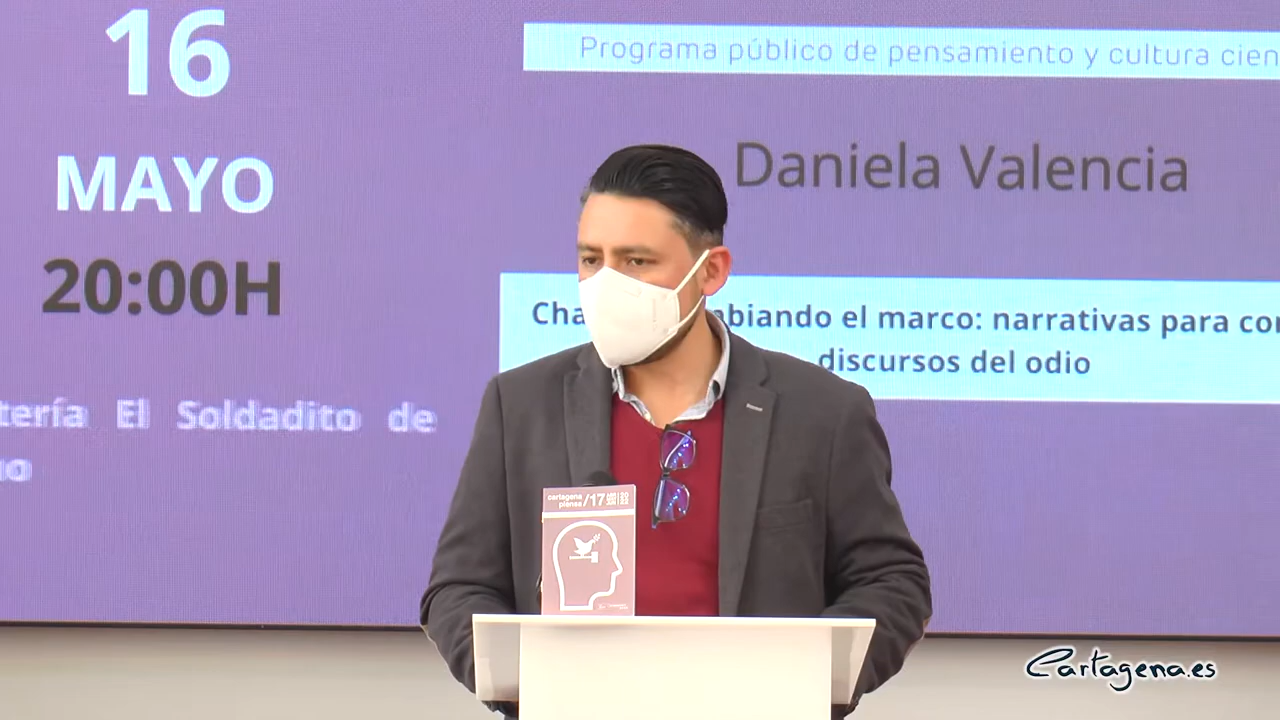 16
MAYO
20:00H
tería El Soldadito de
Programa público de pensamiento y cultura cien
Daniela Valencia
Cha biando el marco: narrativas para co
discursos del odio
cartagena
piensa /17
Cartagena.es